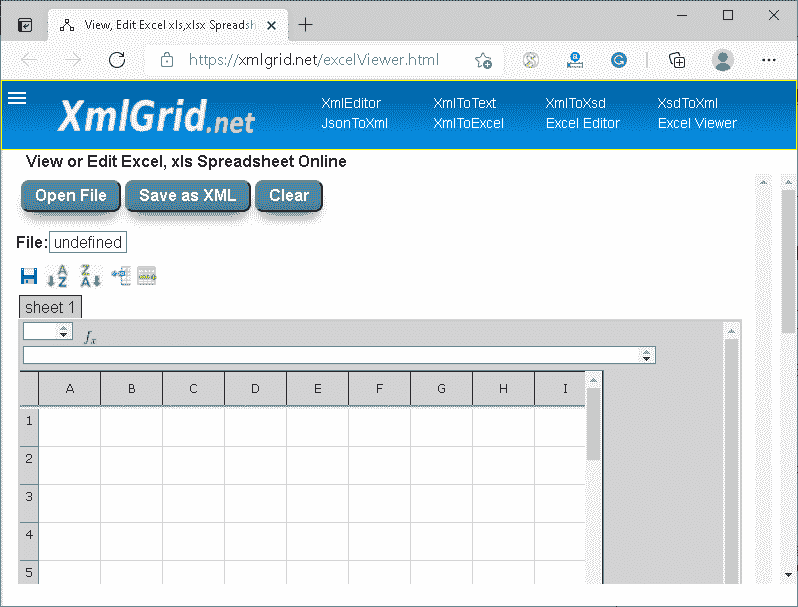 View, Edit Excel xls,xlsx Spreadsh
https://xmlgrid.net/excelViewer.html
XmlGrid.net
XmlEditor XmlToText XmlToXsd XsdToXml
JsonToXml XmlToExcel Excel Editor Excel Viewer
View or Edit Excel, xls Spreadsheet Online
Open File Save as XML Clear
File: undefined
A Z Z A
sheet 1
fx
A B C D E F G H I
1
2
3
4
5